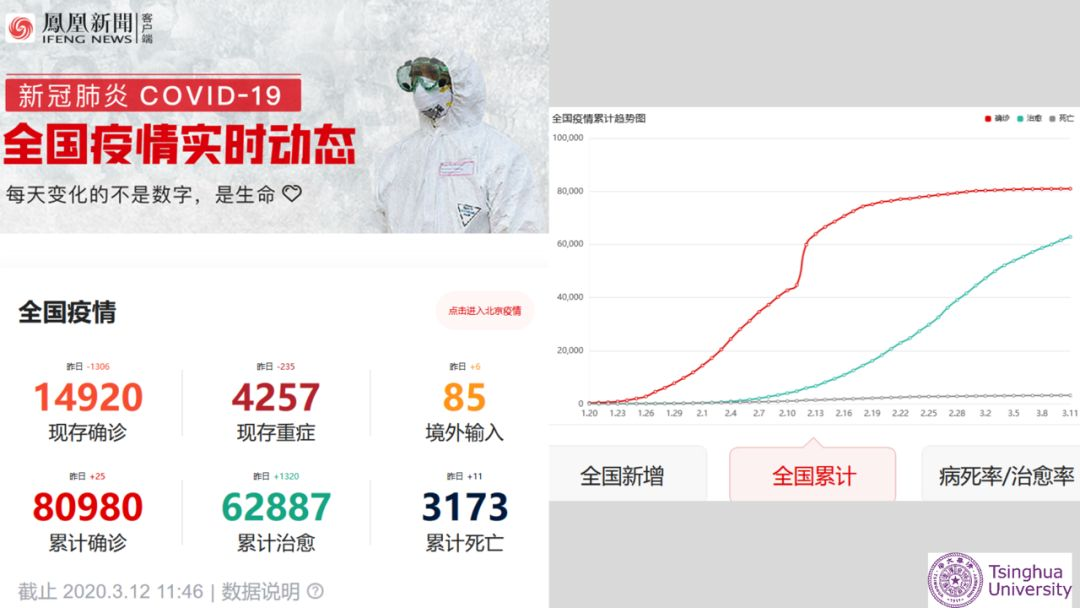 鳳凰新聞
客户端
IFENG NEWS
新冠肺炎 COVID-19
全国疫情实时动态
每天变化的不是数字，是生命
全国疫情
点击进入北京疫情
昨日 -1306
14920
现存确诊
昨日 -235
4257
现存重症
昨日 +6
85
境外输入
昨日 +25
80980
累计确诊
昨日 +1320
62887
累计治愈
昨日 +11
3173
累计死亡
截止 2020.3.12 11:46 | 数据说明 ?
全国疫情累计趋势图
确诊 治愈 死亡
100,000
80,000
60,000
40,000
20,000
0
1.20 1.23 1.26 1.29 2.1 2.4 2.7 2.10 2.13 2.16 2.19 2.22 2.25 2.28 3.2 3.5 3.8 3.11
全国新增
全国累计
病死率/治愈率
Tsinghua
University